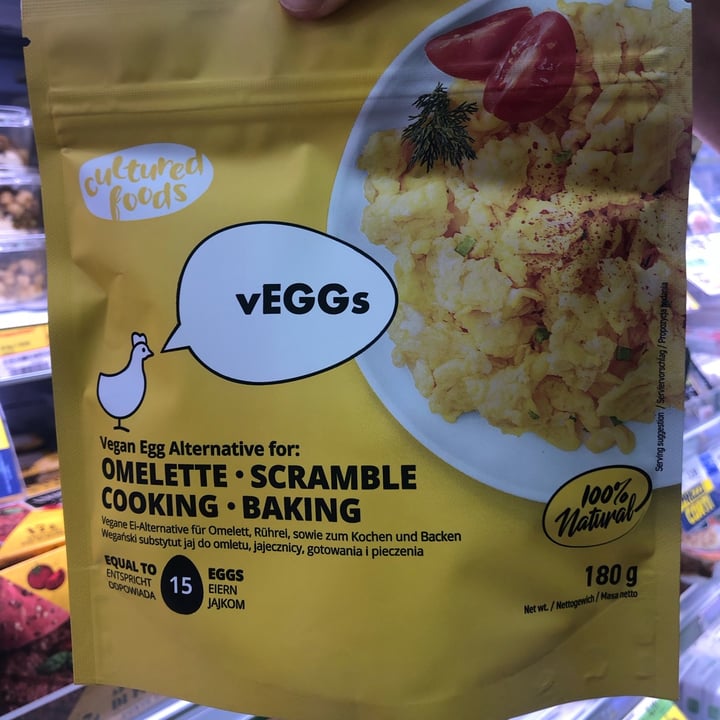 cultured
foods
vEGGs
Vegan Egg Alternative for:
OMELETTE • SCRAMBLE
COOKING • BAKING
Vegane Ei-Alternative für Omelett, Rührei, sowie zum Kochen und Backen
Wegański substytut jaj do omletu, jajecznicy, gotowania i pieczenia
EQUAL TO
ENTSPRICHT
ODPOWIADA
15
EGGS
EIERN
JAJKOM
100%
Natural
180 g
Net wt. / Nettogewich / Masa netto
Serving suggestion / Serviervorschlag / Propozycja podania